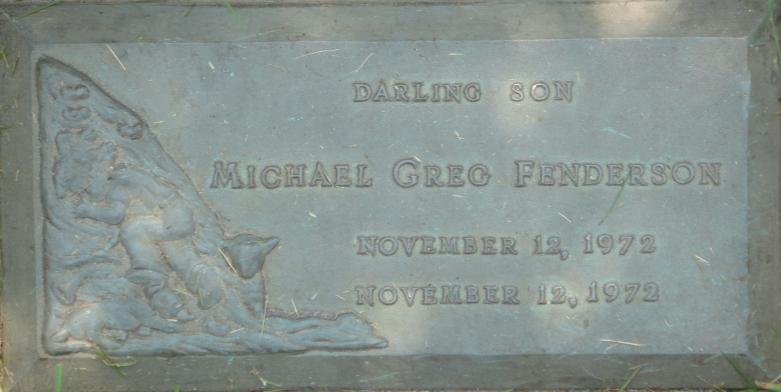 DARLING SON
MICHAEL GREG FENDERSON
NOVEMBER 12, 1972
NOVEMBER 12, 1972